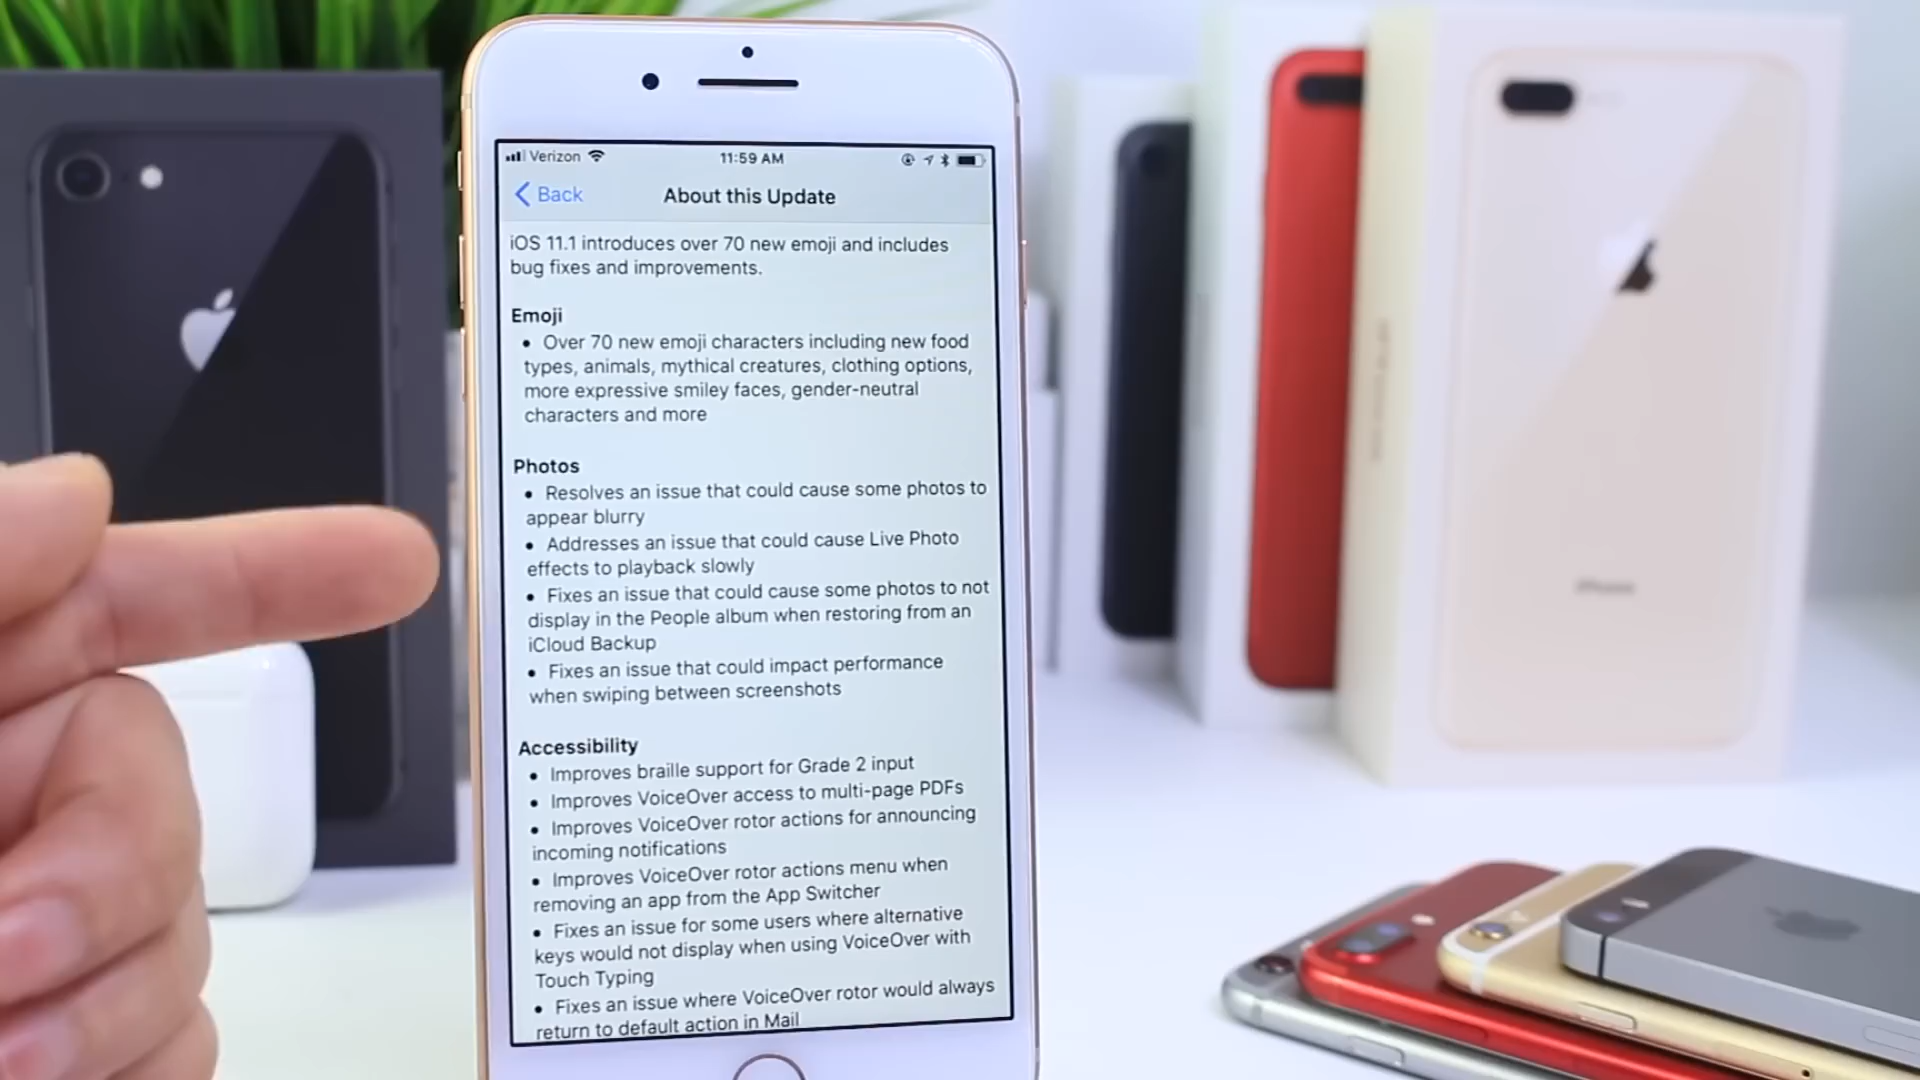 Verizon
11:59 AM
Back
About this Update
iOS 11.1 introduces over 70 new emoji and includes
bug fixes and improvements.
Emoji
• Over 70 new emoji characters including new food
types, animals, mythical creatures, clothing options,
more expressive smiley faces, gender-neutral
characters and more
Photos
• Resolves an issue that could cause some photos to
appear blurry
• Addresses an issue that could cause Live Photo
effects to playback slowly
• Fixes an issue that could cause some photos to not
display in the People album when restoring from an
iCloud Backup
• Fixes an issue that could impact performance
when swiping between screenshots
Accessibility
• Improves braille support for Grade 2 input
• Improves VoiceOver access to multi-page PDFs
• Improves VoiceOver rotor actions for announcing
incoming notifications
• Improves VoiceOver rotor actions menu when
removing an app from the App Switcher
• Fixes an issue for some users where alternative
keys would not display when using VoiceOver with
Touch Typing
• Fixes an issue where VoiceOver rotor would always
return to default action in Mail
iPhone